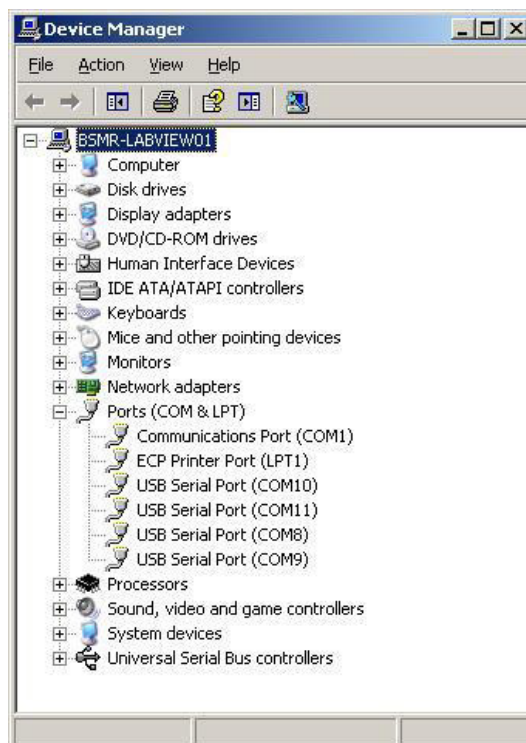 Device Manager
File Action View Help
BSMR-LABVIEW01
Computer
Disk drives
Display adapters
DVD/CD-ROM drives
Human Interface Devices
IDE ATA/ATAPI controllers
Keyboards
Mice and other pointing devices
Monitors
Network adapters
Ports (COM & LPT)
Communications Port (COM1)
ECP Printer Port (LPT1)
USB Serial Port (COM10)
USB Serial Port (COM11)
USB Serial Port (COM8)
USB Serial Port (COM9)
Processors
Sound, video and game controllers
System devices
Universal Serial Bus controllers